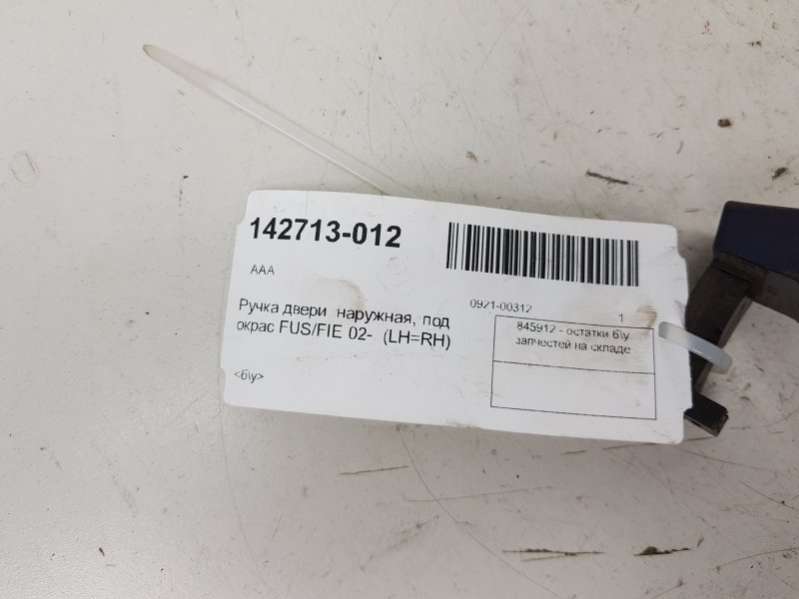 142713-012
AAA
Ручка двери наружная, под
окрас FUS/FIE 02- (LH=RH)
<б\у>
0921-00312 1
845912 - остатки б\у
запчастей на складе